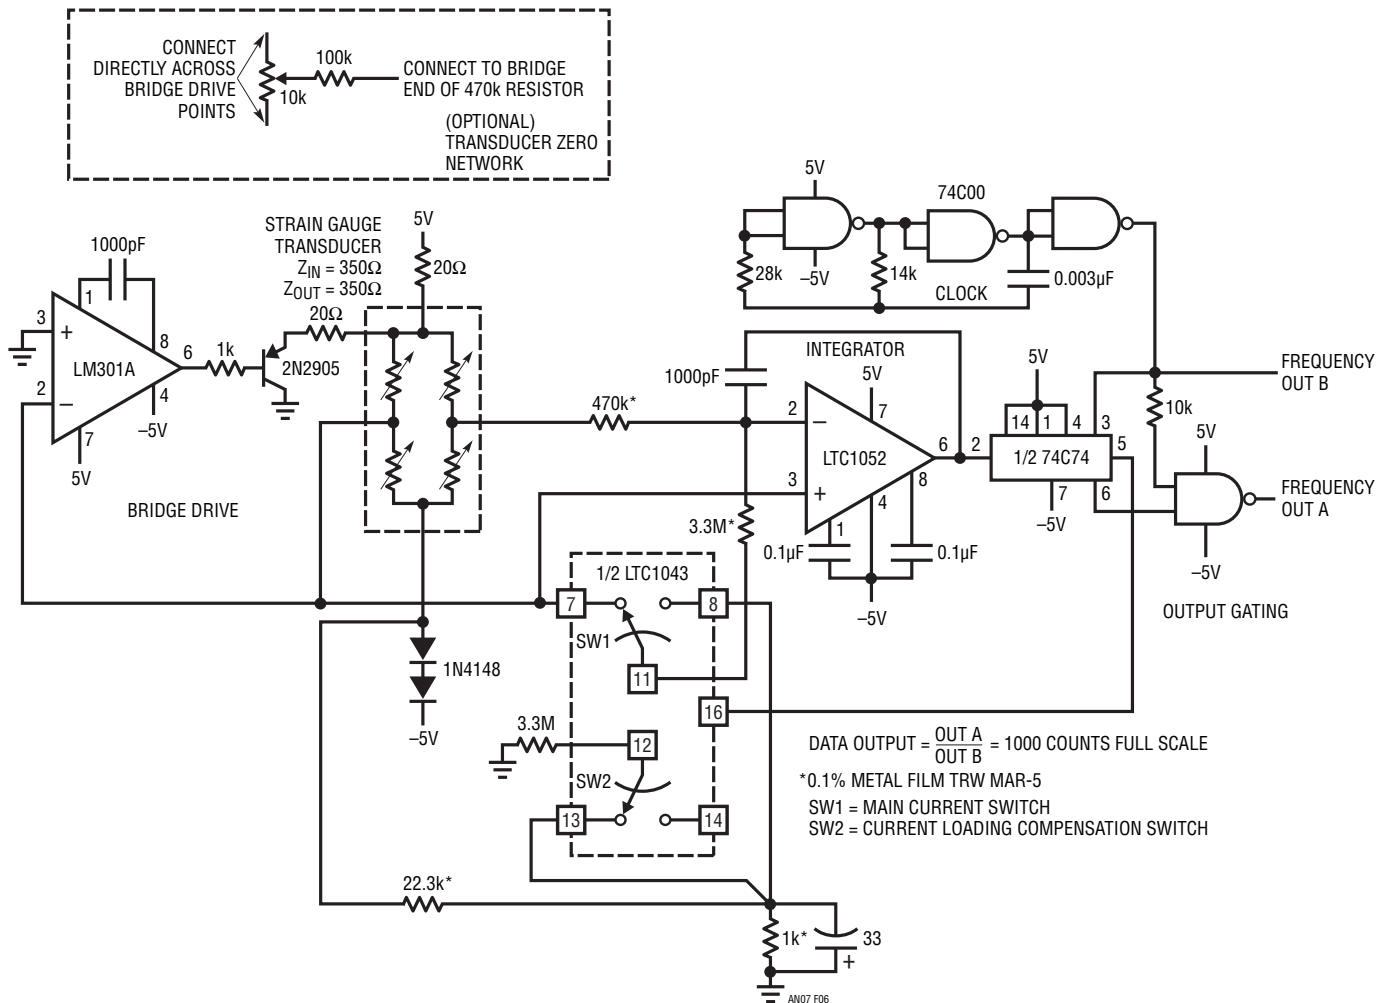 CONNECT
DIRECTLY ACROSS
BRIDGE DRIVE
POINTS
10k
100k
CONNECT TO BRIDGE
END OF 470k RESISTOR
(OPTIONAL)
TRANSDUCER ZERO
NETWORK
STRAIN GAUGE
TRANSDUCER
ZIN = 350Ω
ZOUT = 350Ω
20Ω
5V
20Ω
1000pF
1
8
3
+
LM301A
2
–
6
4
–5V
7
5V
1k
2N2905
BRIDGE DRIVE
5V
74C00
–5V
28k
14k
CLOCK
0.003µF
INTEGRATOR
1000pF
470k*
5V
7
2
–
LTC1052
3
+
6
8
4
1
0.1µF
0.1µF
–5V
3.3M*
5V
14
1
4
3
2
1/2 74C74
5
7
6
–5V
10k
5V
–5V
FREQUENCY
OUT B
FREQUENCY
OUT A
OUTPUT GATING
1/2 LTC1043
7
8
SW1
11
16
12
SW2
13
14
3.3M
1N4148
–5V
22.3k*
1k*
33
+
DATA OUTPUT = OUT A / OUT B = 1000 COUNTS FULL SCALE
*0.1% METAL FILM TRW MAR-5
SW1 = MAIN CURRENT SWITCH
SW2 = CURRENT LOADING COMPENSATION SWITCH
AN07 F06